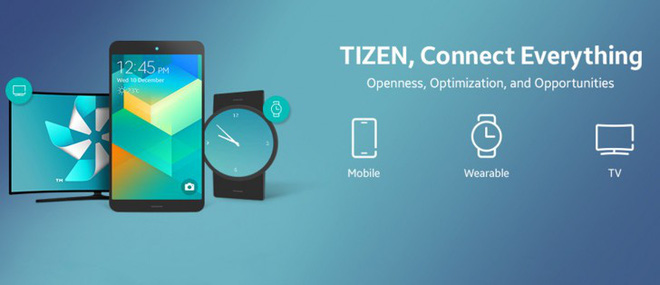 TIZEN, Connect Everything
Openness, Optimization, and Opportunities
12:45 PM
Wed 10 December
TM
Mobile
Wearable
TV